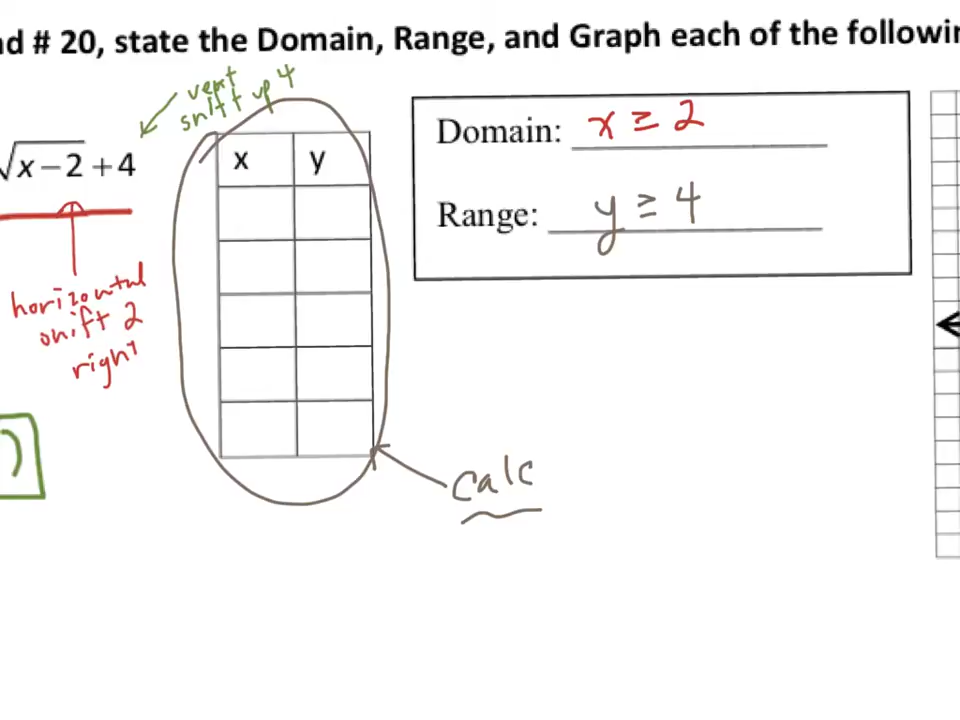 nd # 20, state the Domain, Range, and Graph each of the followin
vert
shift up 4
√x−2 + 4
x y
Domain: x ≥ 2
Range: y ≥ 4
horizontal
shift 2
right
)
calc